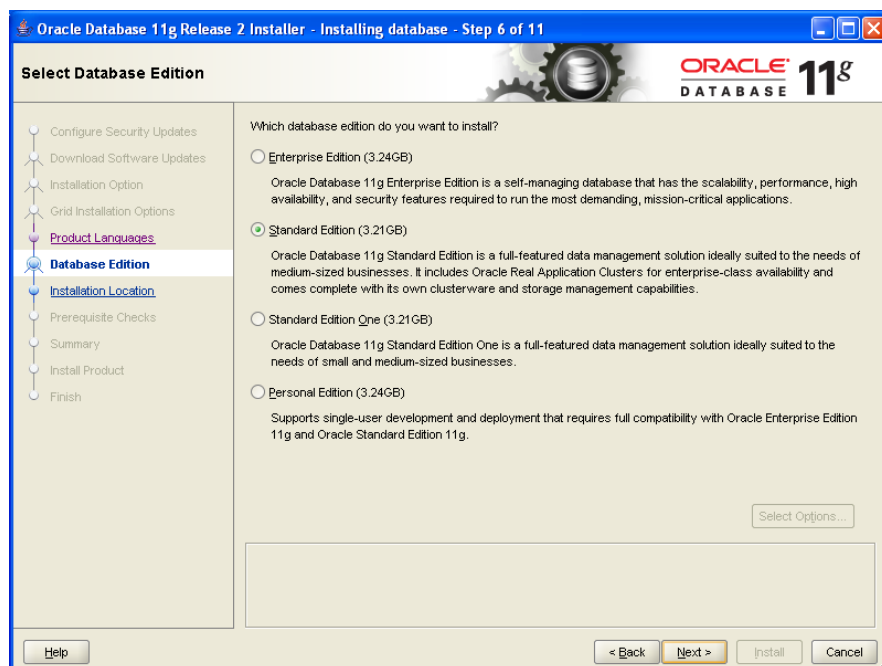 Oracle Database 11g Release 2 Installer - Installing database - Step 6 of 11
Select Database Edition
ORACLE
DATABASE 11g
Configure Security Updates
Download Software Updates
Installation Option
Grid Installation Options
Product Languages
Database Edition
Installation Location
Prerequisite Checks
Summary
Install Product
Finish
Which database edition do you want to install?
Enterprise Edition (3.24GB)
Oracle Database 11g Enterprise Edition is a self-managing database that has the scalability, performance, high
availability, and security features required to run the most demanding, mission-critical applications.
Standard Edition (3.21GB)
Oracle Database 11g Standard Edition is a full-featured data management solution ideally suited to the needs of
medium-sized businesses. It includes Oracle Real Application Clusters for enterprise-class availability and
comes complete with its own clusterware and storage management capabilities.
Standard Edition One (3.21GB)
Oracle Database 11g Standard Edition One is a full-featured data management solution ideally suited to the
needs of small and medium-sized businesses.
Personal Edition (3.24GB)
Supports single-user development and deployment that requires full compatibility with Oracle Enterprise Edition
11g and Oracle Standard Edition 11g.
Select Options...
Help
< Back
Next >
Install
Cancel